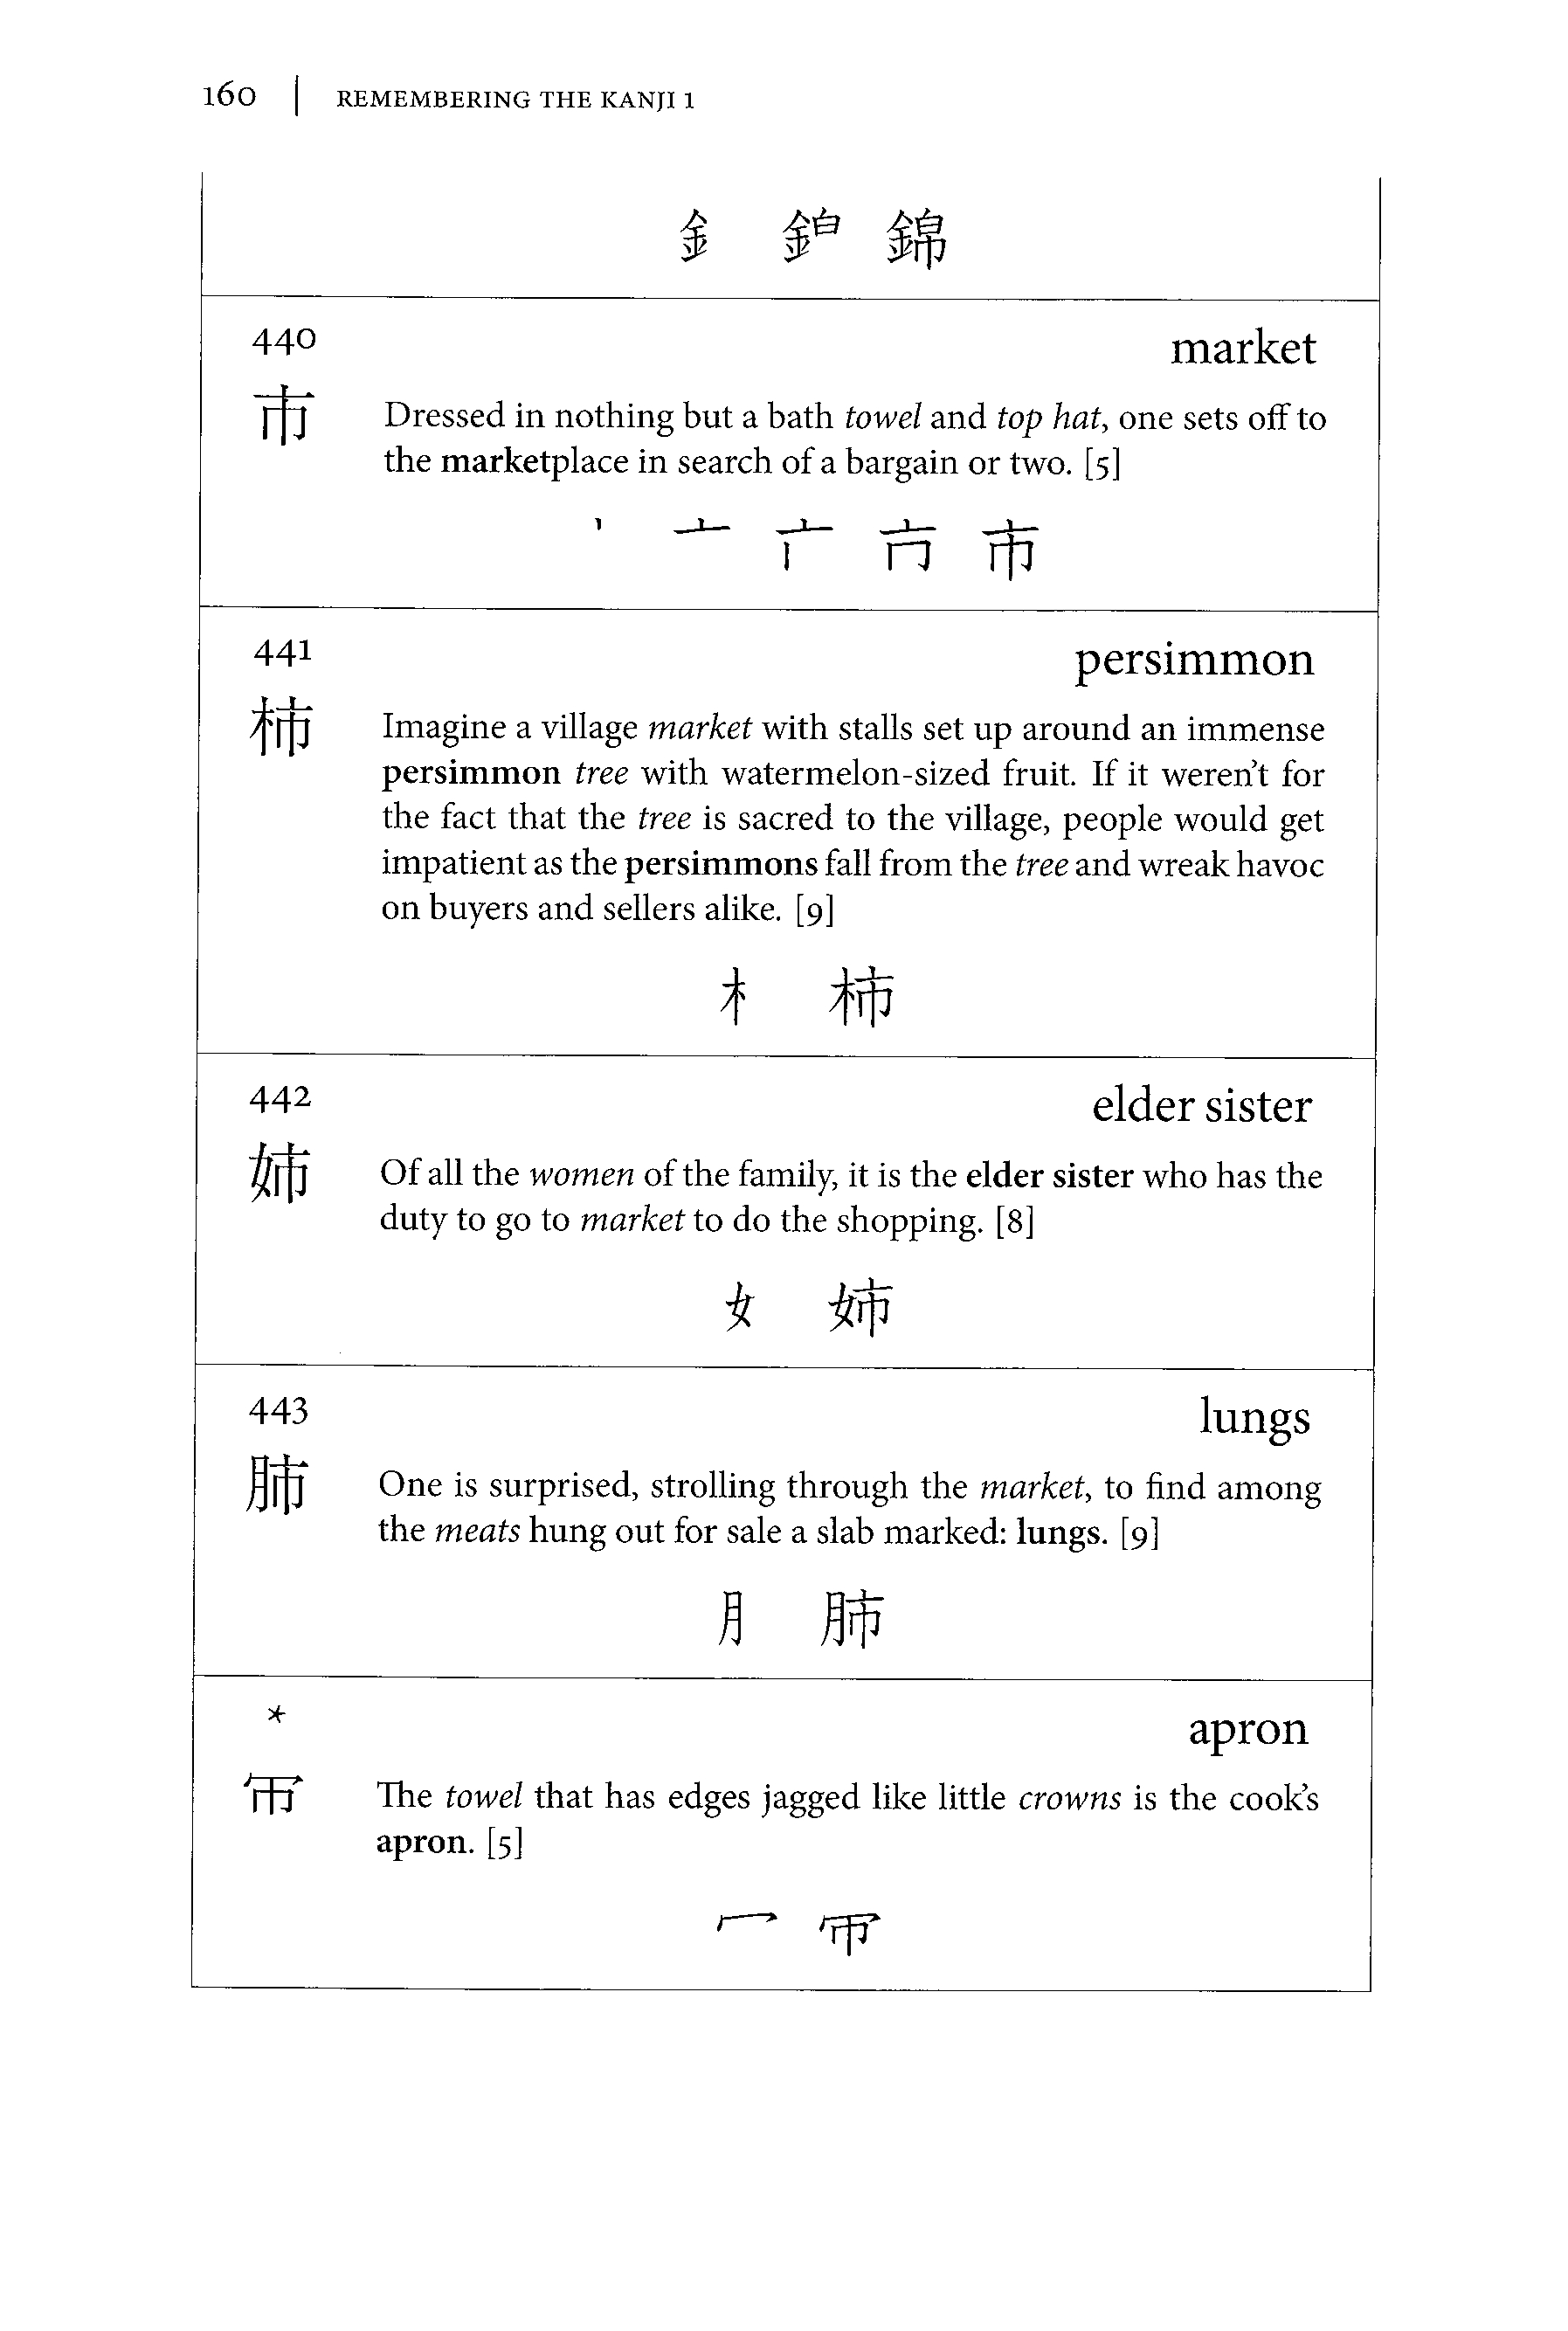 160 | REMEMBERING THE KANJI 1
釒 鈤 錦
440 market
市 Dressed in nothing but a bath towel and top hat, one sets off to
the marketplace in search of a bargain or two. [5]
丶 亠 市
441 persimmon
柿 Imagine a village market with stalls set up around an immense
persimmon tree with watermelon-sized fruit. If it weren't for
the fact that the tree is sacred to the village, people would get
impatient as the persimmons fall from the tree and wreak havoc
on buyers and sellers alike. [9]
木 柿
442 elder sister
姉 Of all the women of the family, it is the elder sister who has the
duty to go to market to do the shopping. [8]
女 姉
443 lungs
肺 One is surprised, strolling through the market, to find among
the meats hung out for sale a slab marked: lungs. [9]
月 肺
* apron
帀 The towel that has edges jagged like little crowns is the cook's
apron. [5]
冖